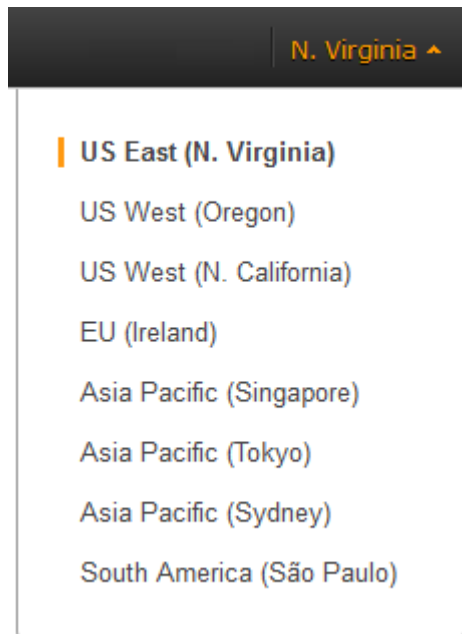 N. Virginia
US East (N. Virginia)
US West (Oregon)
US West (N. California)
EU (Ireland)
Asia Pacific (Singapore)
Asia Pacific (Tokyo)
Asia Pacific (Sydney)
South America (São Paulo)